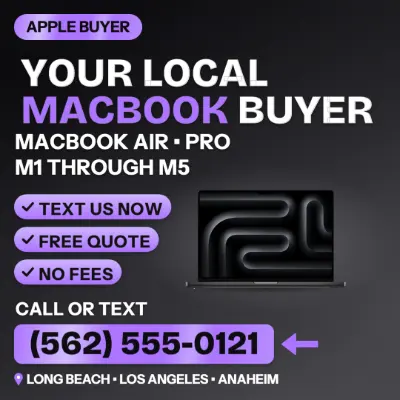 APPLE BUYER
YOUR LOCAL
MACBOOK BUYER
MACBOOK AIR ▪ PRO
M1 THROUGH M5
✓ TEXT US NOW
✓ FREE QUOTE
✓ NO FEES
CALL OR TEXT
(562) 555-0121
LONG BEACH ▪ LOS ANGELES ▪ ANAHEIM